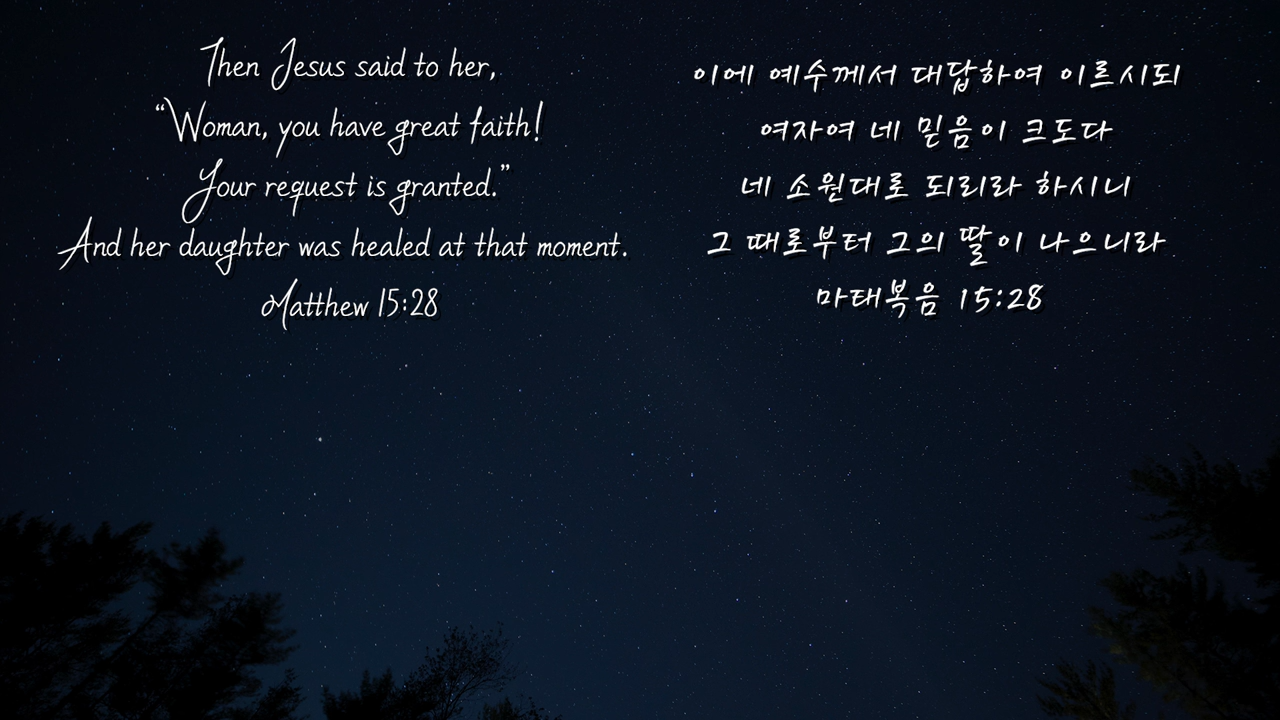 Then Jesus said to her,
“Woman, you have great faith!
Your request is granted.”
And her daughter was healed at that moment.
Matthew 15:28
이에 예수께서 대답하여 이르시되
여자여 네 믿음이 크도다
네 소원대로 되리라 하시니
그 때로부터 그의 딸이 나으니라
마태복음 15:28